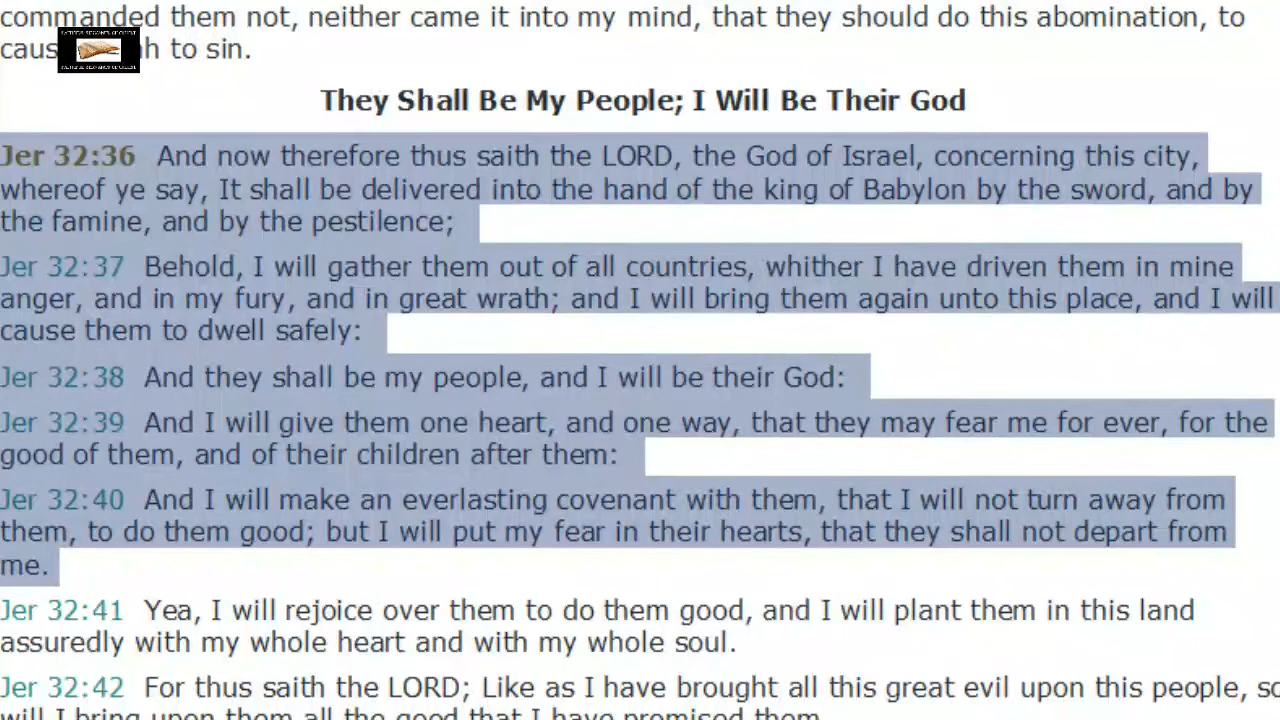 commanded them not, neither came it into my mind, that they should do this abomination, to
to sin.
They Shall Be My People; I Will Be Their God
Jer 32:36 And now therefore thus saith the LORD, the God of Israel, concerning this city,
whereof ye say, It shall be delivered into the hand of the king of Babylon by the sword, and by
the famine, and by the pestilence;
Jer 32:37 Behold, I will gather them out of all countries, whither I have driven them in mine
anger, and in my fury, and in great wrath; and I will bring them again unto this place, and I will
cause them to dwell safely:
Jer 32:38 And they shall be my people, and I will be their God:
Jer 32:39 And I will give them one heart, and one way, that they may fear me for ever, for the
good of them, and of their children after them:
Jer 32:40 And I will make an everlasting covenant with them, that I will not turn away from
them, to do them good; but I will put my fear in their hearts, that they shall not depart from
me.
Jer 32:41 Yea, I will rejoice over them to do them good, and I will plant them in this land
assuredly with my whole heart and with my whole soul.
Jer 32:42 For thus saith the LORD; Like as I have brought all this great evil upon this people, so
will I bring upon them all the good that I have promised them.